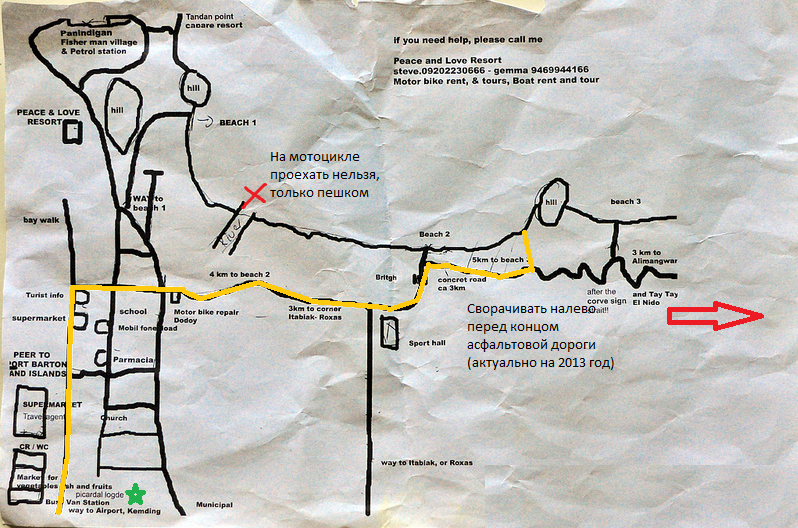 Tandan point
canare resort
Panindigan
Fisher man village
& Petrol station
if you need help, please call me
Peace and Love Resort
steve.09202230666 - gemma 9469944166
Motor bike rent, & tours, Boat rent and tour
hill
hill
PEACE & LOVE
RESORT
BEACH 1
На мотоцикле
проехать нельзя,
только пешком
WAY to
beach 1
hill
beach 3
bay walk
River
Beach 2
5km to beach
3 km to
Alimangwan
4 km to beach 2
Britgh
concret road
ca 3km
Turist info
after the
corve sign
and Tay Tay
El Nido
school
Motor bike repair
Dodoy
3km to corner
Itabiak- Roxas
Сворачивать налево
перед концом
асфальтовой дороги
(актуально на 2013 год)
supermarket
Mobil fone load
Sport hall
Parmacia
PEER TO
ORT BARTON
AND ISLANDS
SUPERMARKET
Travel agent
Church
CR / WC
way to Itabiak, or Roxas
Market for
vegetables fish and fruits
picardal logde
Bus/ Van Station
way to Airport, Kemding
Municipal